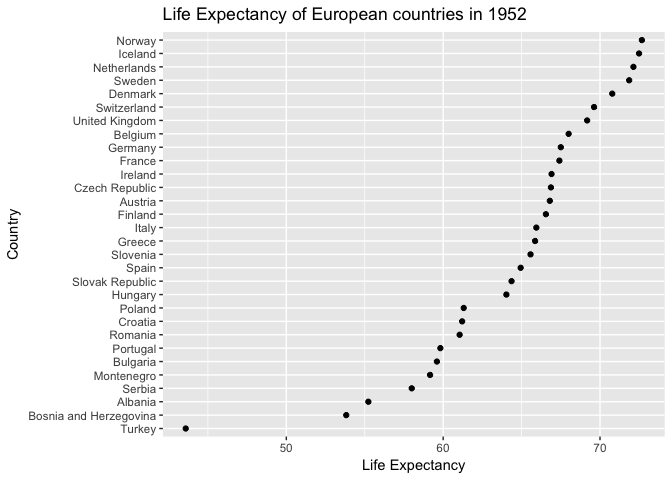 Life Expectancy of European countries in 1952
Country
Norway
Iceland
Netherlands
Sweden
Denmark
Switzerland
United Kingdom
Belgium
Germany
France
Ireland
Czech Republic
Austria
Finland
Italy
Greece
Slovenia
Spain
Slovak Republic
Hungary
Poland
Croatia
Romania
Portugal
Bulgaria
Montenegro
Serbia
Albania
Bosnia and Herzegovina
Turkey
50 60 70
Life Expectancy